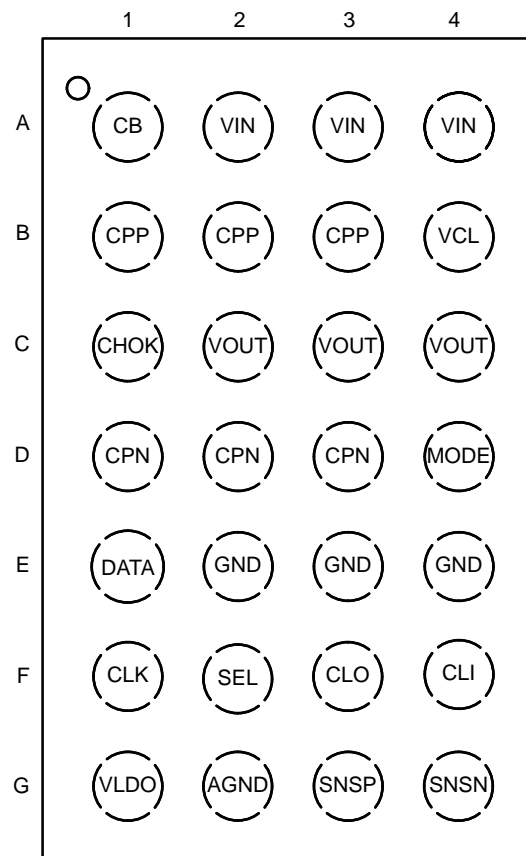 1 2 3 4
A CB VIN VIN VIN
B CPP CPP CPP VCL
C CHOK VOUT VOUT VOUT
D CPN CPN CPN MODE
E DATA GND GND GND
F CLK SEL CLO CLI
G VLDO AGND SNSP SNSN